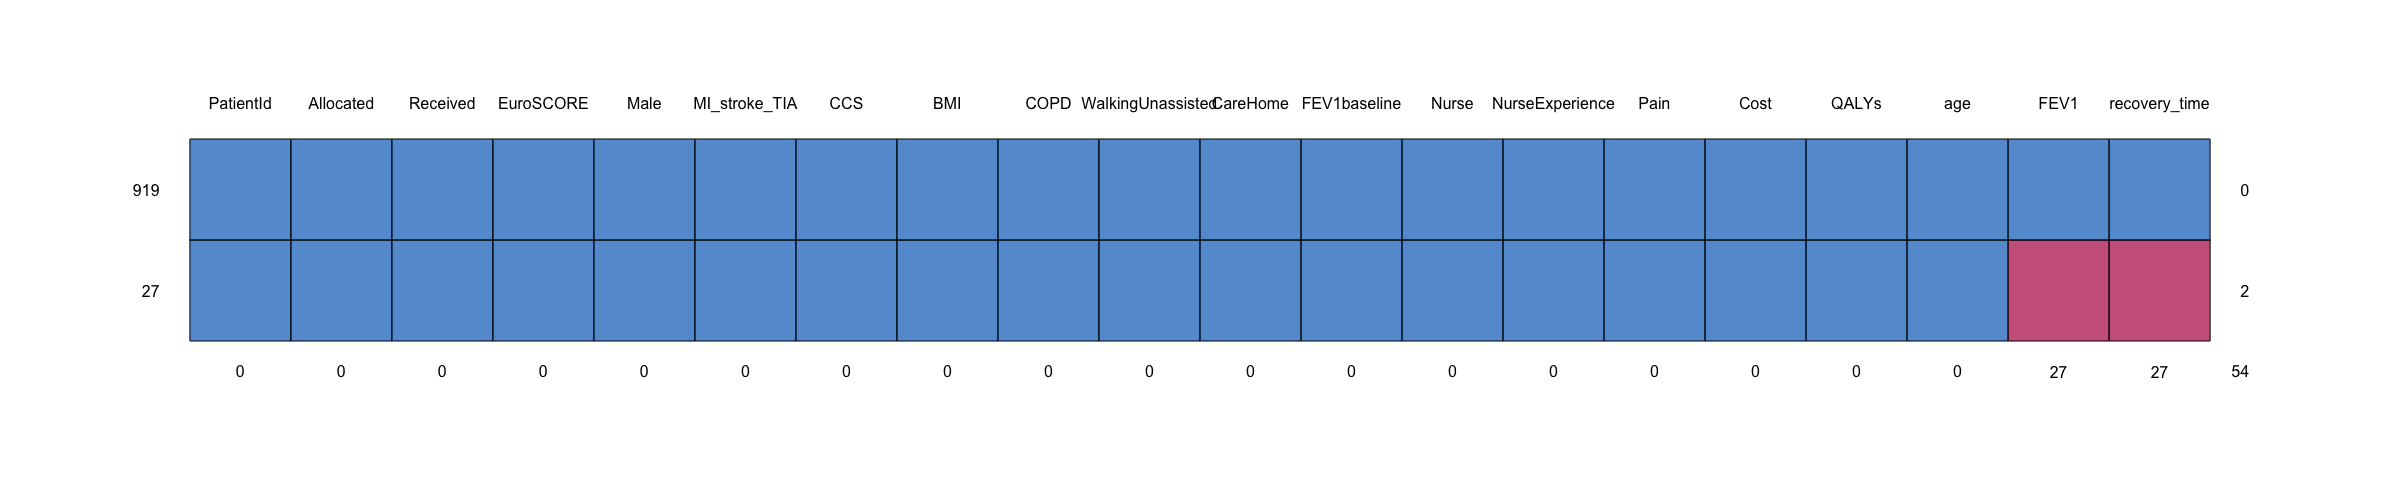 PatientId Allocated Received EuroSCORE Male MI_stroke_TIA CCS BMI COPD WalkingUnassisted CareHome FEV1baseline Nurse NurseExperience Pain Cost QALYs age FEV1 recovery_time
919 0
27 2
0 0 0 0 0 0 0 0 0 0 0 0 0 0 0 0 0 0 27 27 54